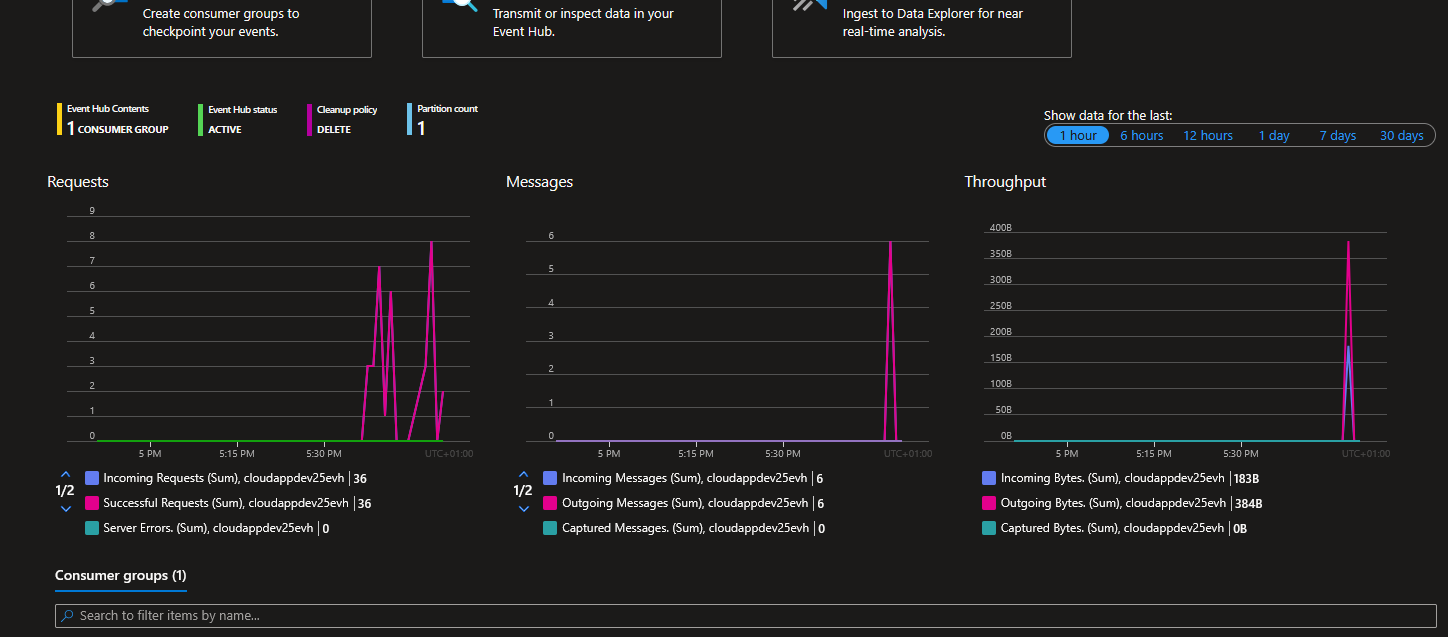 Create consumer groups to
checkpoint your events.
Transmit or inspect data in your
Event Hub.
Ingest to Data Explorer for near
real-time analysis.
Event Hub Contents
1 CONSUMER GROUP
Event Hub status
ACTIVE
Cleanup policy
DELETE
Partition count
1
Show data for the last:
1 hour 6 hours 12 hours 1 day 7 days 30 days
Requests
9
8
7
6
5
4
3
2
1
0
5 PM 5:15 PM 5:30 PM UTC+01:00
1/2
Incoming Requests (Sum), cloudappdev25evh | 36
Successful Requests (Sum), cloudappdev25evh | 36
Server Errors. (Sum), cloudappdev25evh | 0
Messages
6
5
4
3
2
1
0
5 PM 5:15 PM 5:30 PM UTC+01:00
1/2
Incoming Messages (Sum), cloudappdev25evh | 6
Outgoing Messages (Sum), cloudappdev25evh | 6
Captured Messages. (Sum), cloudappdev25evh | 0
Throughput
400B
350B
300B
250B
200B
150B
100B
50B
0B
5 PM 5:15 PM 5:30 PM UTC+01:00
Incoming Bytes. (Sum), cloudappdev25evh | 183B
Outgoing Bytes. (Sum), cloudappdev25evh | 384B
Captured Bytes. (Sum), cloudappdev25evh | 0B
Consumer groups (1)
Search to filter items by name...